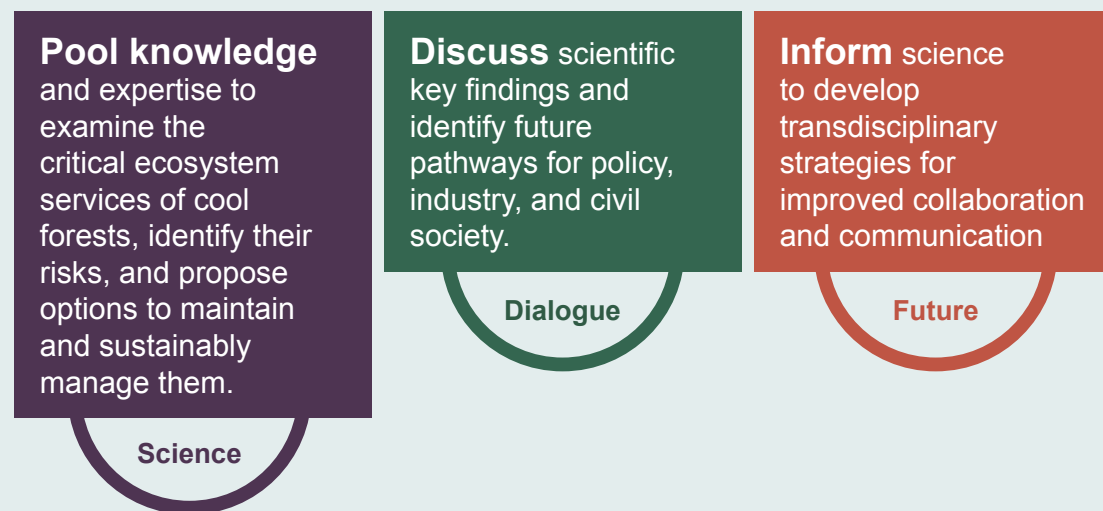 Pool knowledge
and expertise to
examine the
critical ecosystem
services of cool
forests, identify their
risks, and propose
options to maintain
and sustainably
manage them.
Science
Discuss scientific
key findings and
identify future
pathways for policy,
industry, and civil
society.
Dialogue
Inform science
to develop
transdisciplinary
strategies for
improved collaboration
and communication
Future